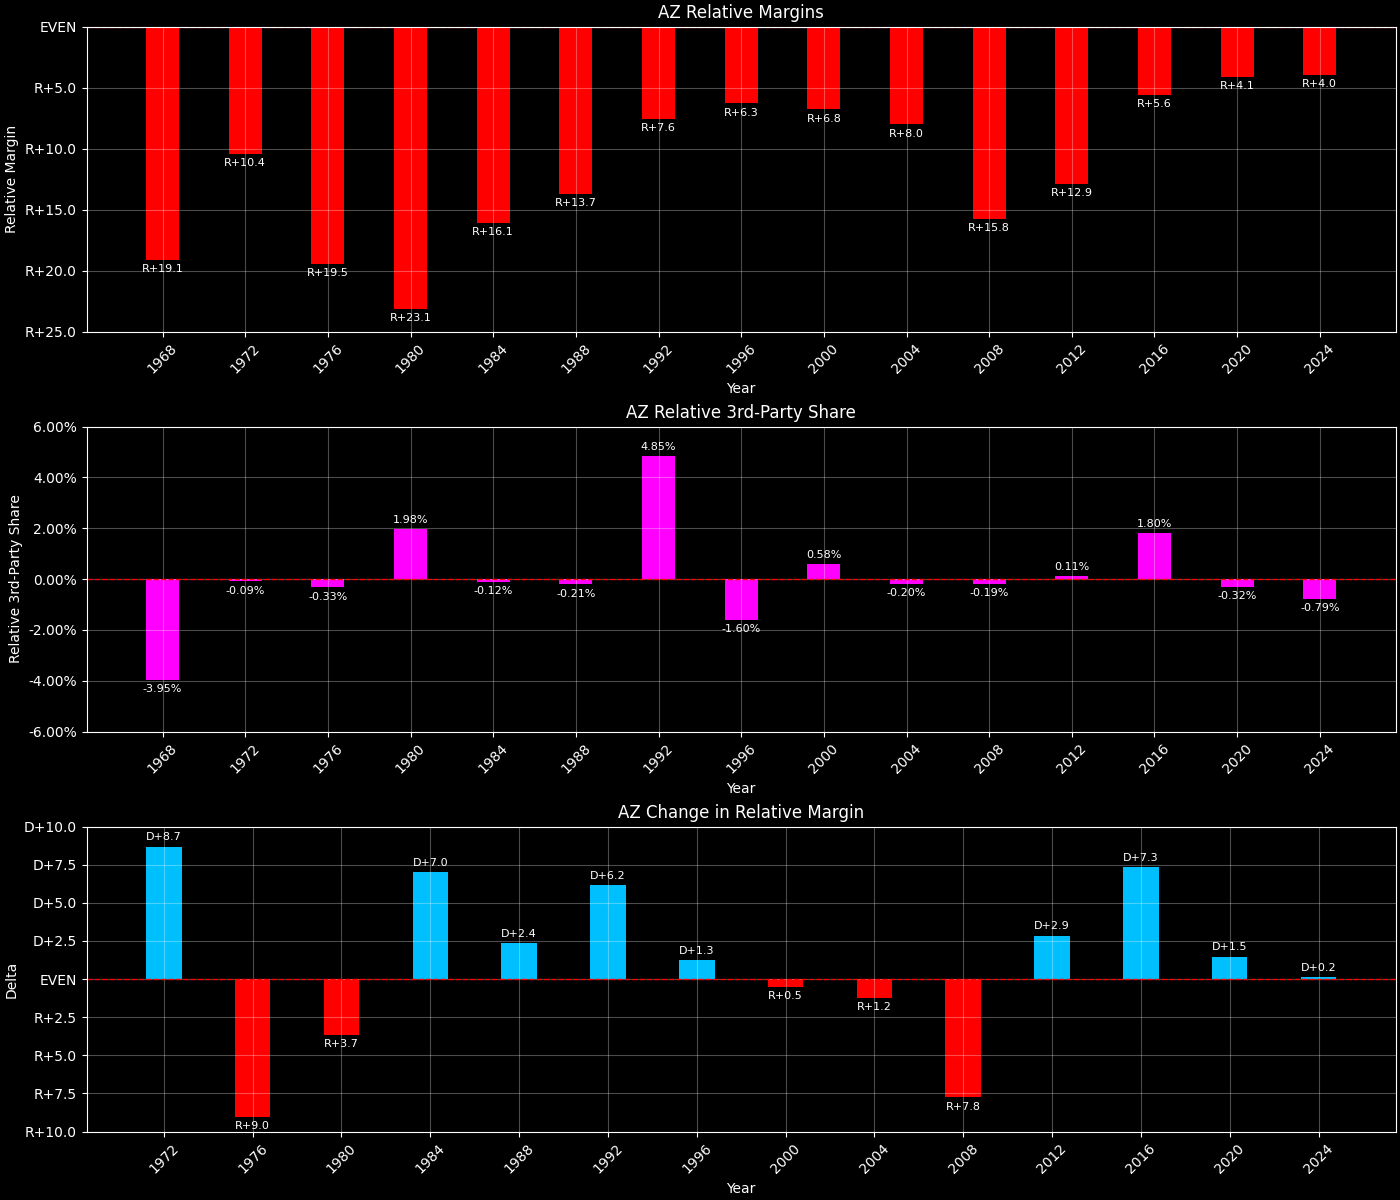 AZ Relative Margins
Relative Margin
EVEN
R+5.0
R+10.0
R+15.0
R+20.0
R+25.0
R+19.1
R+10.4
R+19.5
R+23.1
R+16.1
R+13.7
R+7.6
R+6.3
R+6.8
R+8.0
R+15.8
R+12.9
R+5.6
R+4.1
R+4.0
1968
1972
1976
1980
1984
1988
1992
1996
2000
2004
2008
2012
2016
2020
2024
Year
AZ Relative 3rd-Party Share
Relative 3rd-Party Share
6.00%
4.00%
2.00%
0.00%
-2.00%
-4.00%
-6.00%
-3.95%
-0.09%
-0.33%
1.98%
-0.12%
-0.21%
4.85%
-1.60%
0.58%
-0.20%
-0.19%
0.11%
1.80%
-0.32%
-0.79%
1968
1972
1976
1980
1984
1988
1992
1996
2000
2004
2008
2012
2016
2020
2024
Year
AZ Change in Relative Margin
Delta
D+10.0
D+7.5
D+5.0
D+2.5
EVEN
R+2.5
R+5.0
R+7.5
R+10.0
D+8.7
R+9.0
R+3.7
D+7.0
D+2.4
D+6.2
D+1.3
R+0.5
R+1.2
R+7.8
D+2.9
D+7.3
D+1.5
D+0.2
1972
1976
1980
1984
1988
1992
1996
2000
2004
2008
2012
2016
2020
2024
Year